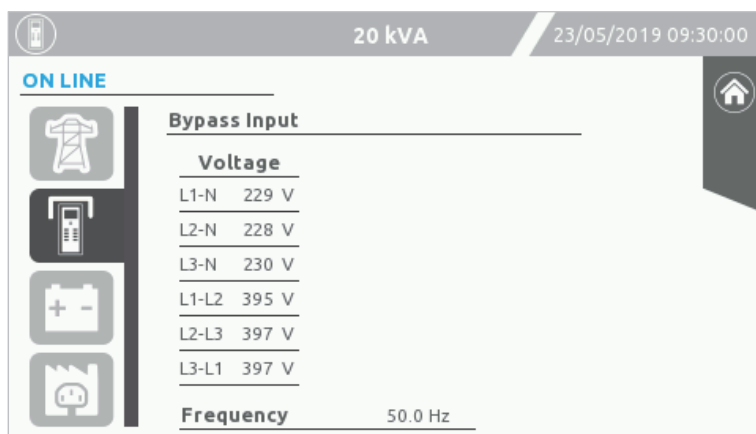 20 kVA 23/05/2019 09:30:00
ON LINE
Bypass Input
Voltage
L1-N 229 V
L2-N 228 V
L3-N 230 V
L1-L2 395 V
L2-L3 397 V
L3-L1 397 V
Frequency 50.0 Hz